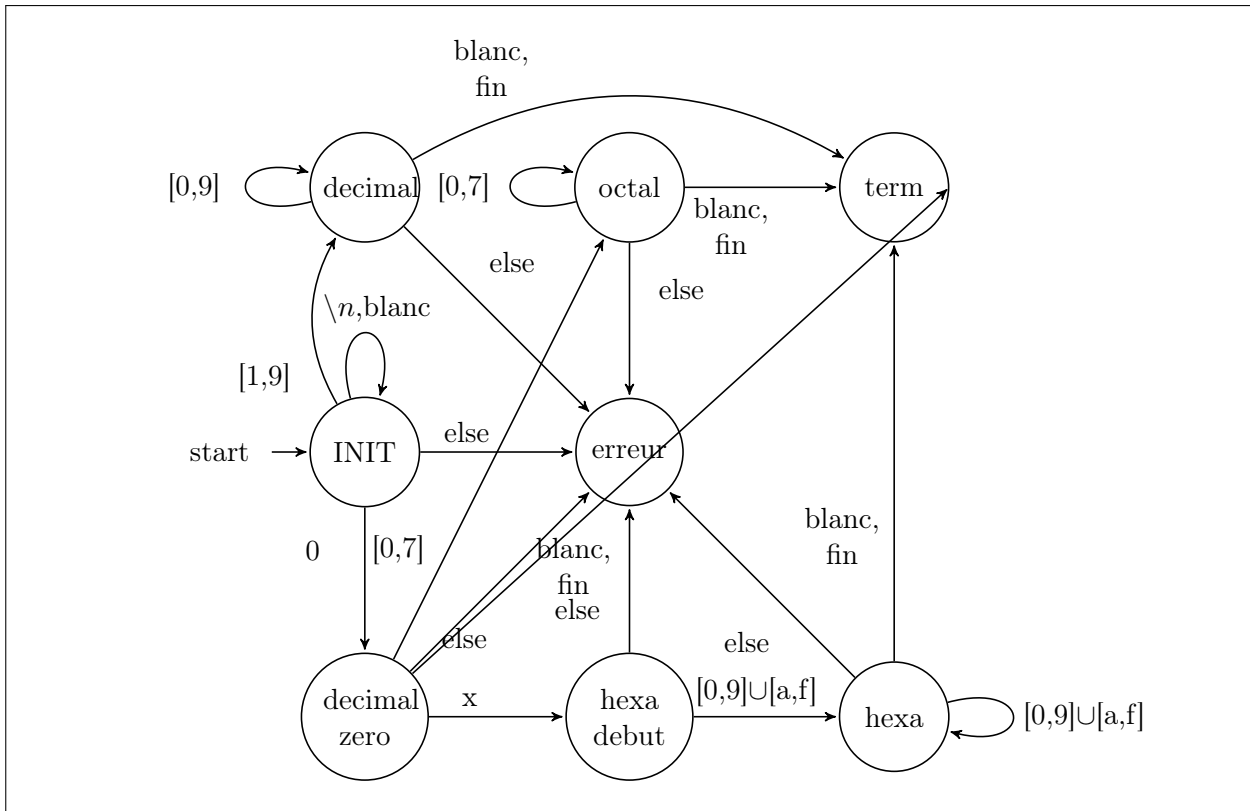 blanc,
fin
[0,9]
decimal
[0,7]
octal
blanc,
fin
term
else
else
\n,blanc
[1,9]
start
INIT
else
erreur
0
[0,7]
blanc,
fin
blanc,
fin
else
else
else
decimal
zero
x
hexa
debut
[0,9]∪[a,f]
hexa
[0,9]∪[a,f]